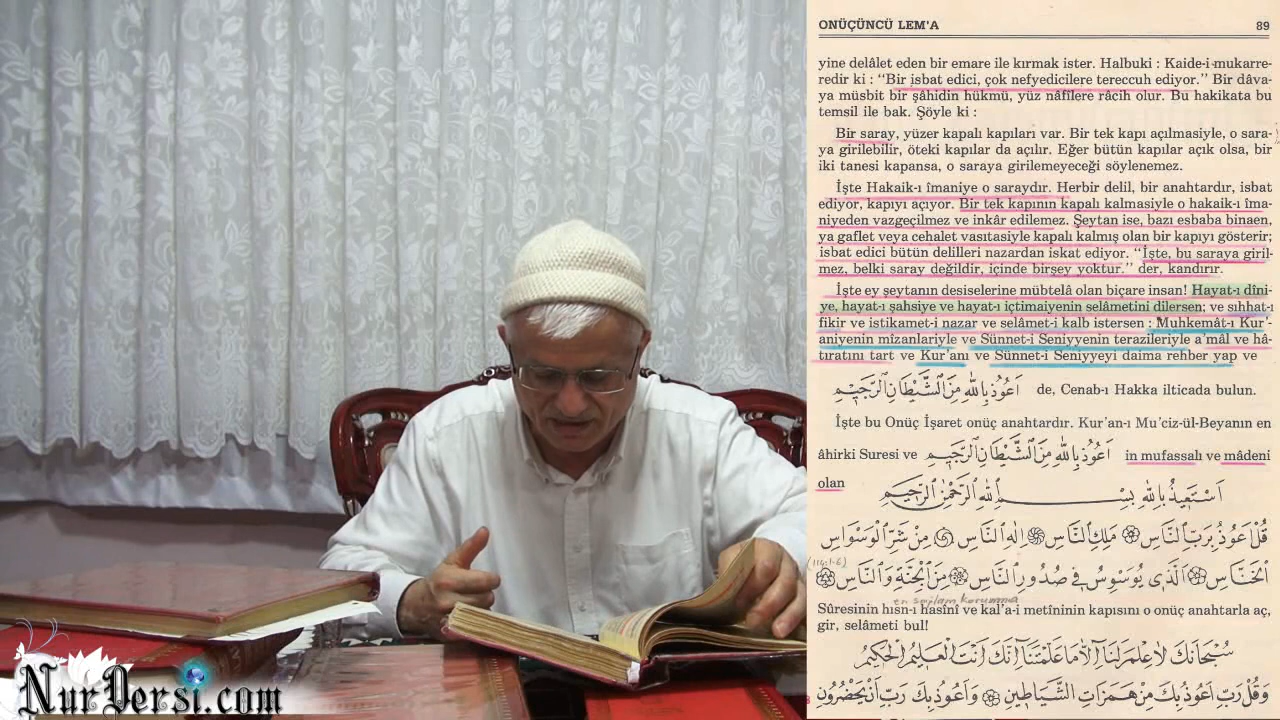 ONÜÇÜNCÜ LEM'A 89
yine delâlet eden bir emare ile kırmak ister. Halbuki : Kaide-i mukarre-
redir ki : "Bir isbat edici, çok nefyedicilere tereccuh ediyor." Bir dâva-
ya müsbit bir şâhidin hükmü, yüz nâfîlere râcih olur. Bu hakikata bu
temsil ile bak. Şöyle ki :
Bir saray, yüzer kapalı kapıları var. Bir tek kapı açılmasiyle, o sara-
ya girilebilir, öteki kapılar da açılır. Eğer bütün kapılar açık olsa, bir
iki tanesi kapansa, o saraya girilemeyeceği söylenemez.
İşte Hakaik-ı îmaniye o saraydır. Herbir delil, bir anahtardır, isbat
ediyor, kapıyı açıyor. Bir tek kapının kapalı kalmasiyle o hakaik-ı îma-
niyeden vazgeçilmez ve inkâr edilemez. Şeytan ise, bazı esbaba binaen,
ya gaflet veya cehalet vasıtasiyle kapalı kalmış olan bir kapıyı gösterir;
isbat edici bütün delilleri nazardan iskat ediyor. "İşte, bu saraya giril-
mez, belki saray değildir, içinde birşey yoktur." der, kandırır.
İşte ey şeytanın desiselerine mübtelâ olan biçare insan! Hayat-ı dîni-
ye, hayat-ı şahsiye ve hayat-ı içtimaiyenin selâmetini dilersen; ve sıhhat-ı
fikir ve istikamet-i nazar ve selâmet-i kalb istersen : Muhkemât-ı Kur'-
aniyenin mîzanlariyle ve Sünnet-i Seniyyenin terazileriyle a'mâl ve hâ-
tıratını tart ve Kur'anı ve Sünnet-i Seniyyeyi daima rehber yap ve
اَعُوذُ بِاللّٰهِ مِنَ الشَّيْطَانِ الرَّجِيمِ de, Cenab-ı Hakka ilticada bulun.
İşte bu Onüç İşaret onüç anahtardır. Kur'an-ı Mu'ciz-ül-Beyanın en
âhirki Suresi ve اَعُوذُ بِاللّٰهِ مِنَ الشَّيْطَانِ الرَّجِيمِ in mufassalı ve mâdeni
olan
اَسْتَعِيذُ بِاللّٰهِ بِسْــــمِ اللّٰهِ الرَّحْمٰنِ الرَّحِيمِ
قُلْ اَعُوذُ بِرَبِّ النَّاسِ مَلِكِ النَّاسِ اِلٰهِ النَّاسِ مِنْ شَرِّ الْوَسْوَاسِ
الْخَنَّاسِ الَّذِي يُوَسْوِسُ فِي صُدُورِ النَّاسِ مِنَ الْجِنَّةِ وَالنَّاسِ
en sağlam korunma
Sûresinin hısn-ı hasînî ve kal'a-i metîninin kapısını o onüç anahtarla aç,
gir, selâmeti bul!
سُبْحَانَكَ لَا عِلْمَ لَنَا اِلَّا مَا عَلَّمْتَنَا اِنَّكَ اَنْتَ الْعَلِيمُ الْحَكِيمُ
وَقُلْ رَبِّ اَعُوذُ بِكَ مِنْ هَمَزَاتِ الشَّيَاطِينِ وَاَعُوذُ بِكَ رَبِّ اَنْ يَحْضُرُونِ
NurDersi.com